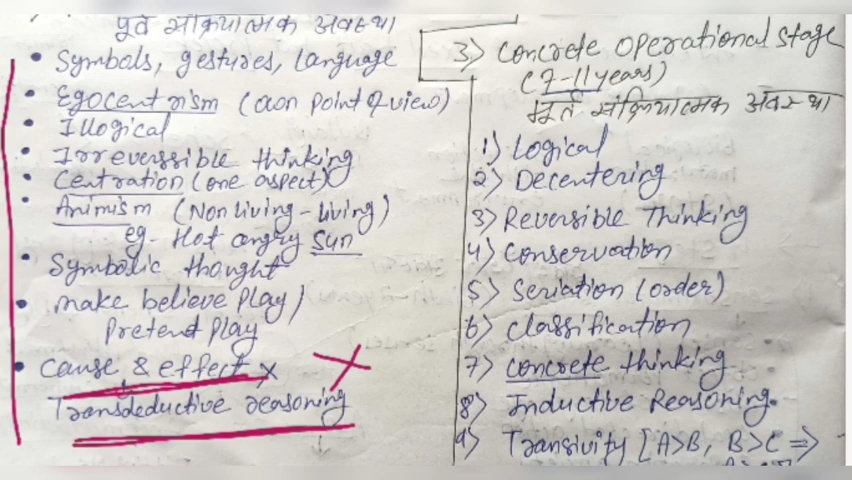 पूर्व संक्रियात्मक अवस्था
• Symbols, gestures, language
• Egocentrism (own point of view)
• Illogical
• Irreverssible thinking
• Centration (one aspect)
• Animism (Non living - living)
eg. Hot angry sun
• Symbolic thought
• make believe Play /
Pretend Play
• cause & effect x
Transdeductive reasoning
3> Concrete operational stage
(7-11 years)
मूर्त संक्रियात्मक अवस्था
1) Logical
2> Decentering
3> Reversible Thinking
4) Conservation
5> Seriation (order)
6> Classification
7> concrete thinking
8> Inductive Reasoning.
9> Transivity [A>B, B>C =>